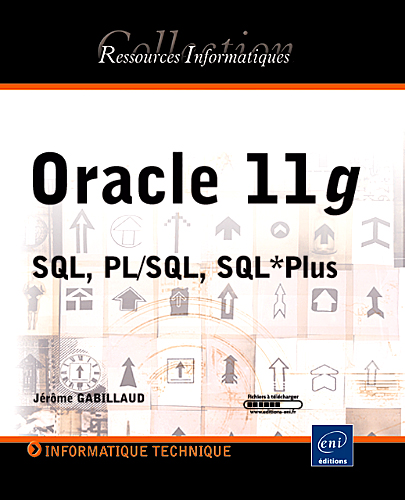 Collection
Ressources Informatiques
Oracle 11g
SQL, PL/SQL, SQL*Plus
Jérôme GABILLAUD
Fichiers à télécharger
www.editions-eni.fr
INFORMATIQUE TECHNIQUE
eni
éditions